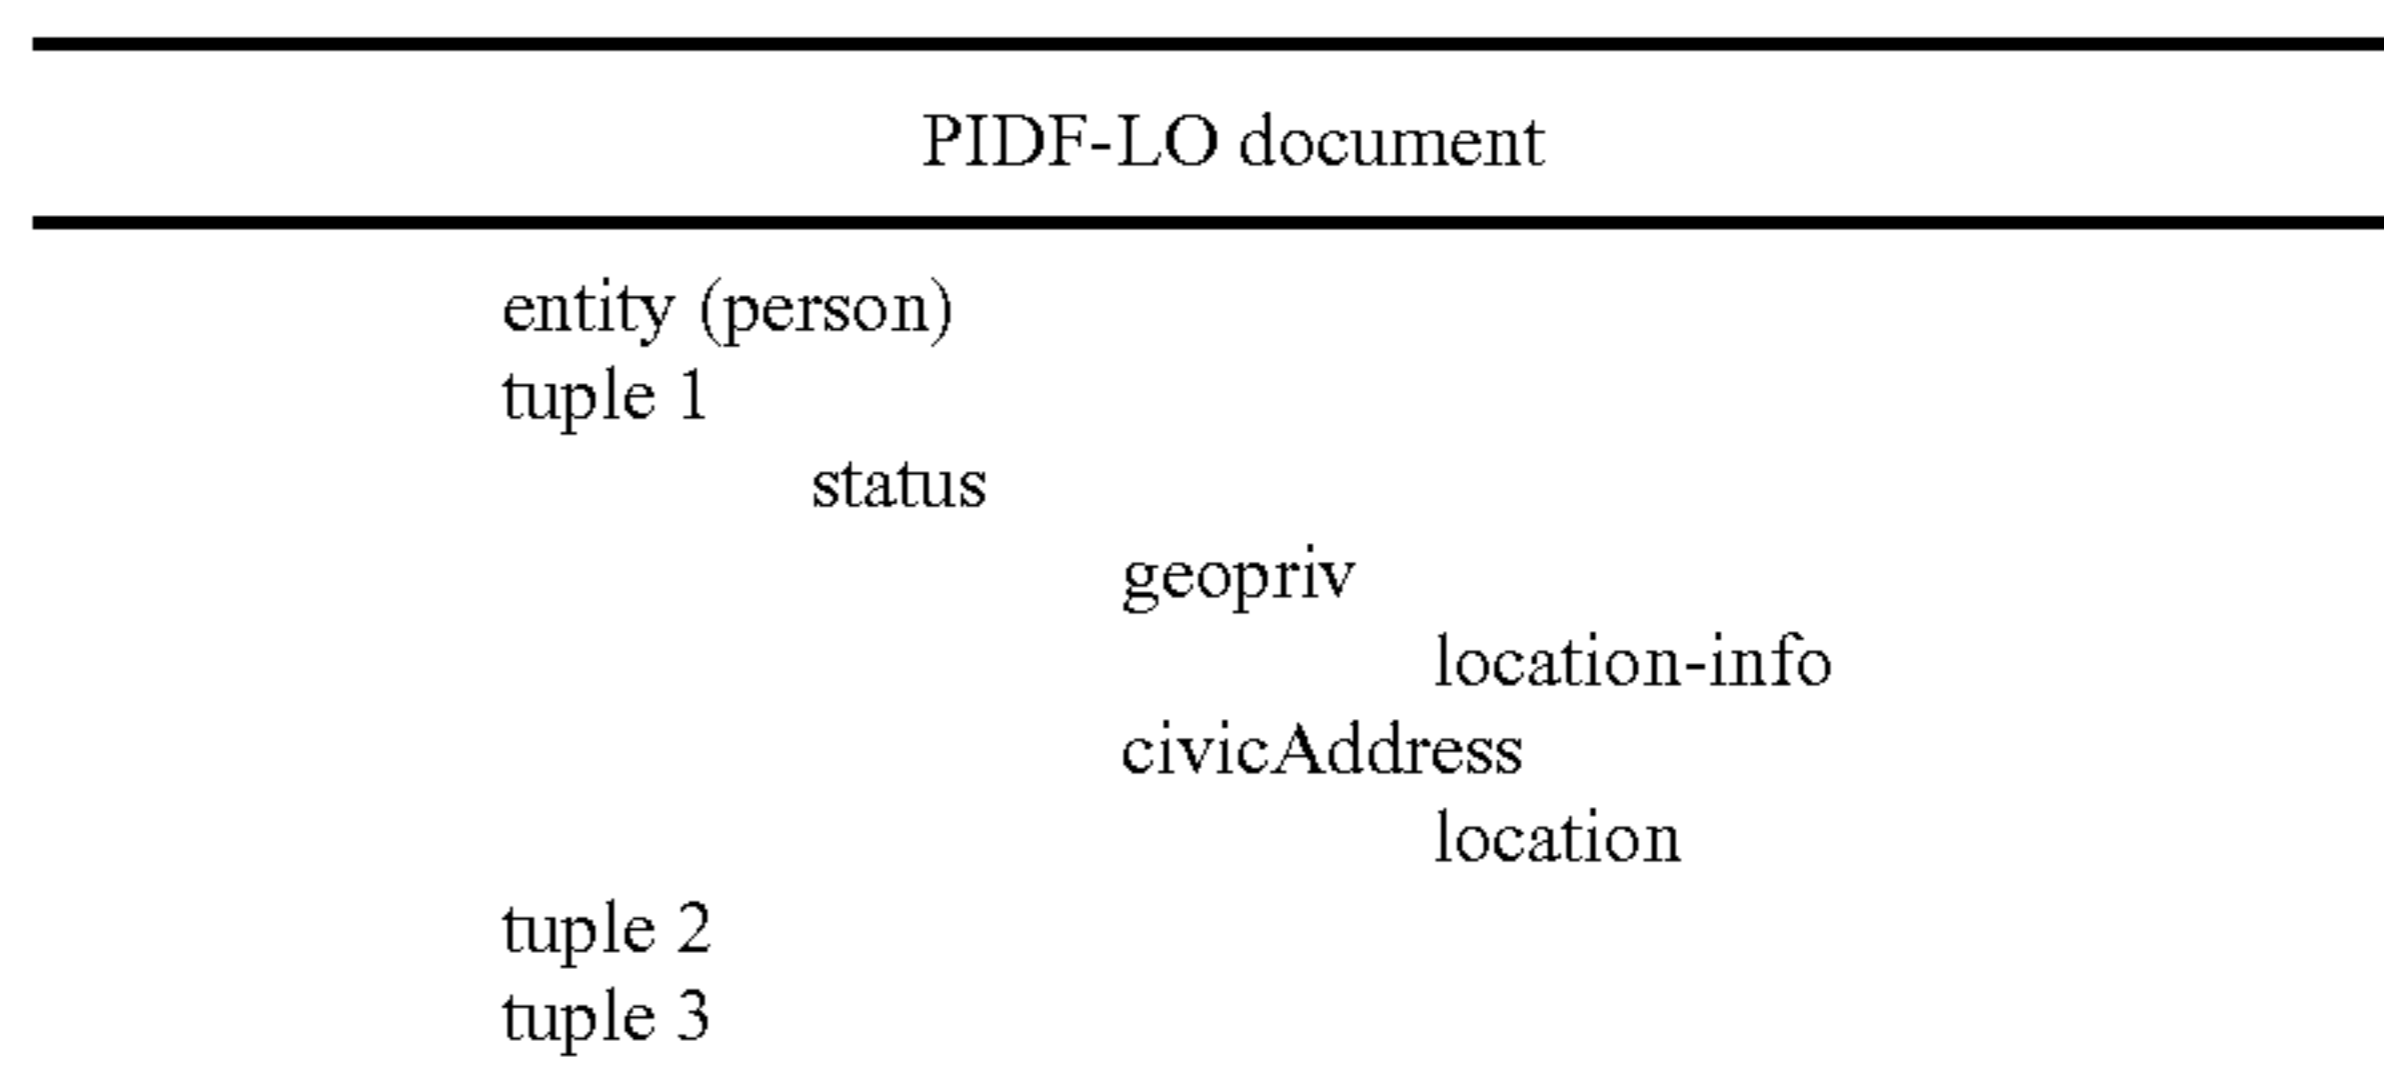 PIDF-LO document
entity (person)
tuple 1
status
geopriv
location-info
civicAddress
location
tuple 2
tuple 3